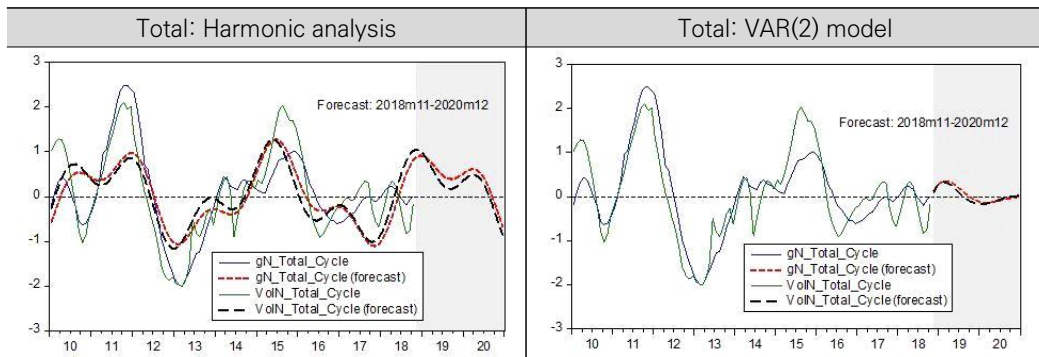 Total: Harmonic analysis
Total: VAR(2) model
3
2
1
0
-1
-2
-3
Forecast: 2018m11-2020m12
gN_Total_Cycle
gN_Total_Cycle (forecast)
VolN_Total_Cycle
VolN_Total_Cycle (forecast)
10 11 12 13 14 15 16 17 18 19 20
3
2
1
0
-1
-2
-3
Forecast: 2018m11-2020m12
gN_Total_Cycle
gN_Total_Cycle (forecast)
VolN_Total_Cycle
VolN_Total_Cycle (forecast)
10 11 12 13 14 15 16 17 18 19 20